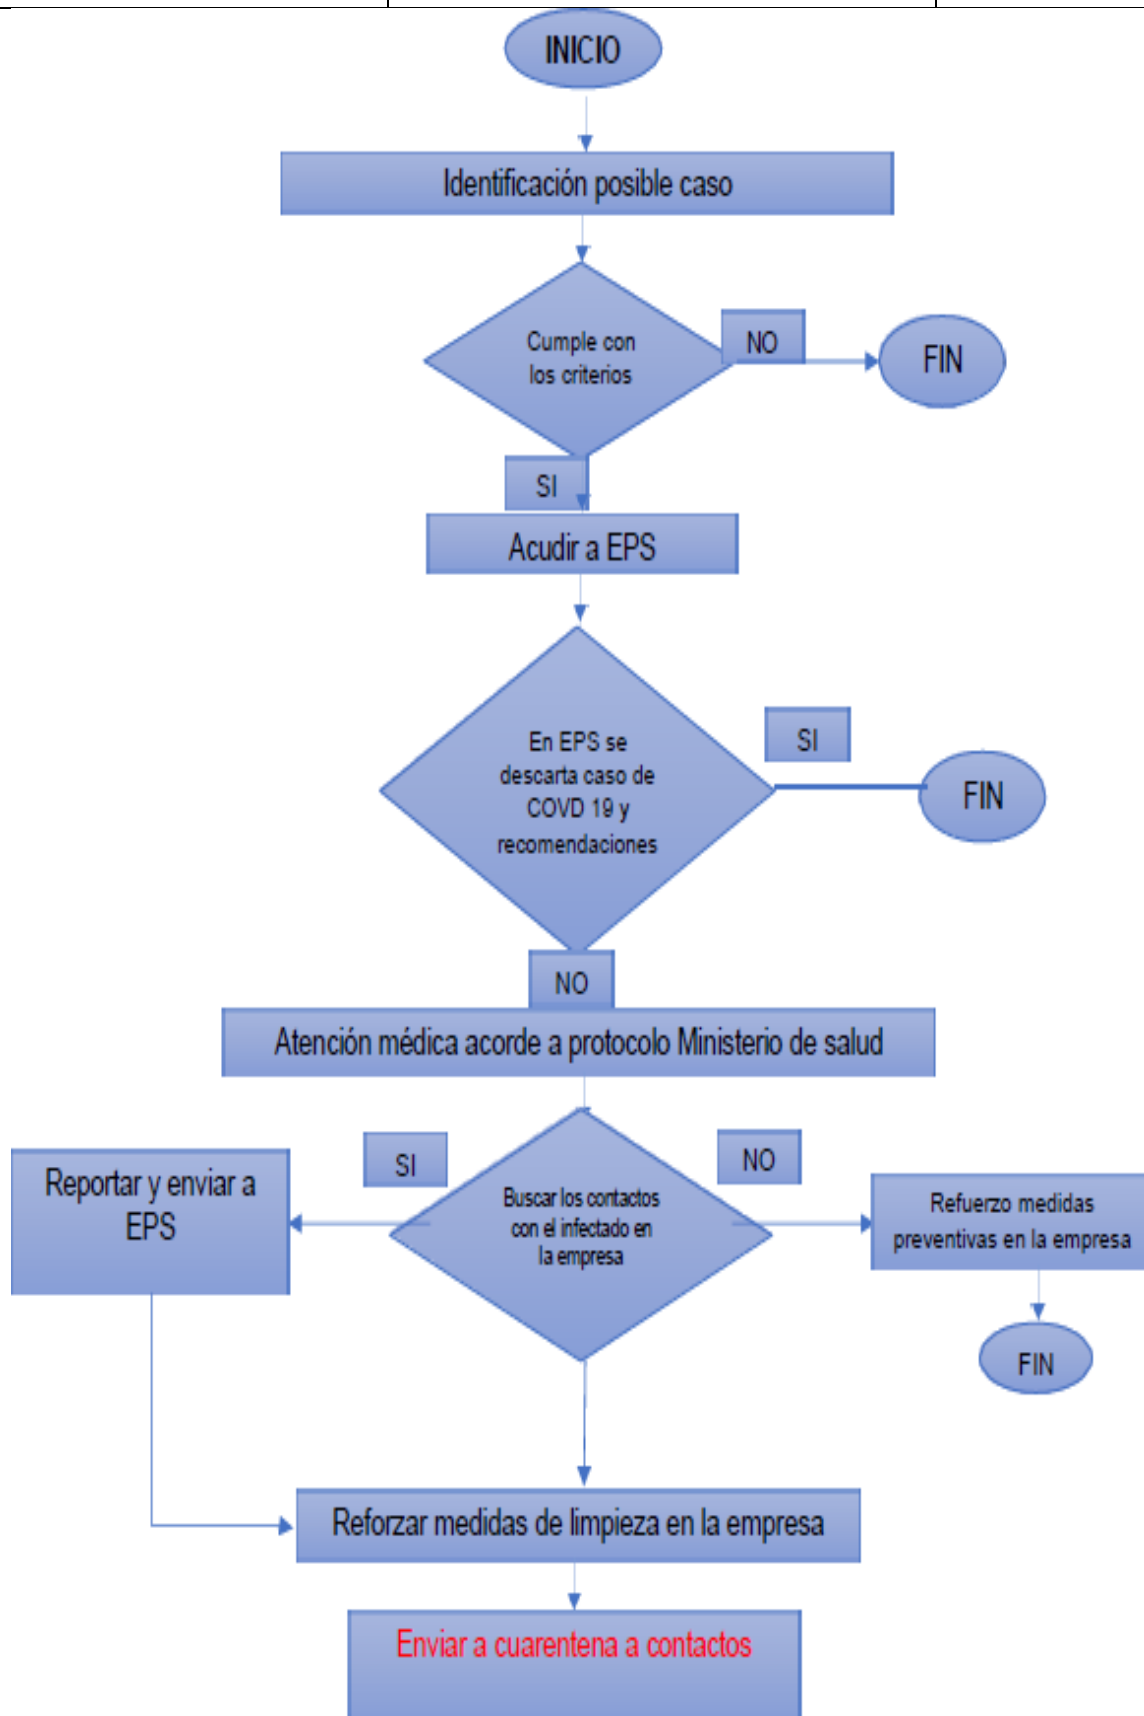 INICIO
Identificación posible caso
Cumple con
los criterios
NO
FIN
SI
Acudir a EPS
En EPS se
descarta caso de
COVD 19 y
recomendaciones
SI
FIN
NO
Atención médica acorde a protocolo Ministerio de salud
Buscar los contactos
con el infectado en
la empresa
SI
Reportar y enviar a
EPS
NO
Refuerzo medidas
preventivas en la empresa
FIN
Reforzar medidas de limpieza en la empresa
Enviar a cuarentena a contactos